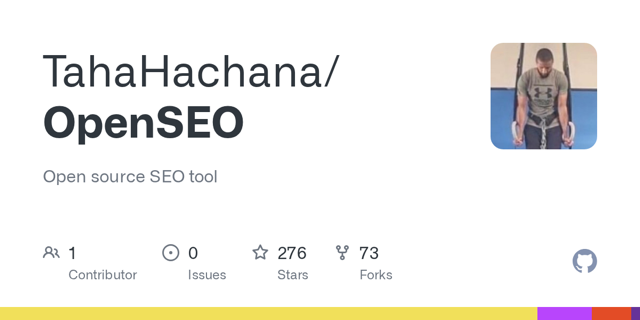 TahaHachana/
OpenSEO
Open source SEO tool
1
Contributor
0
Issues
276
Stars
73
Forks